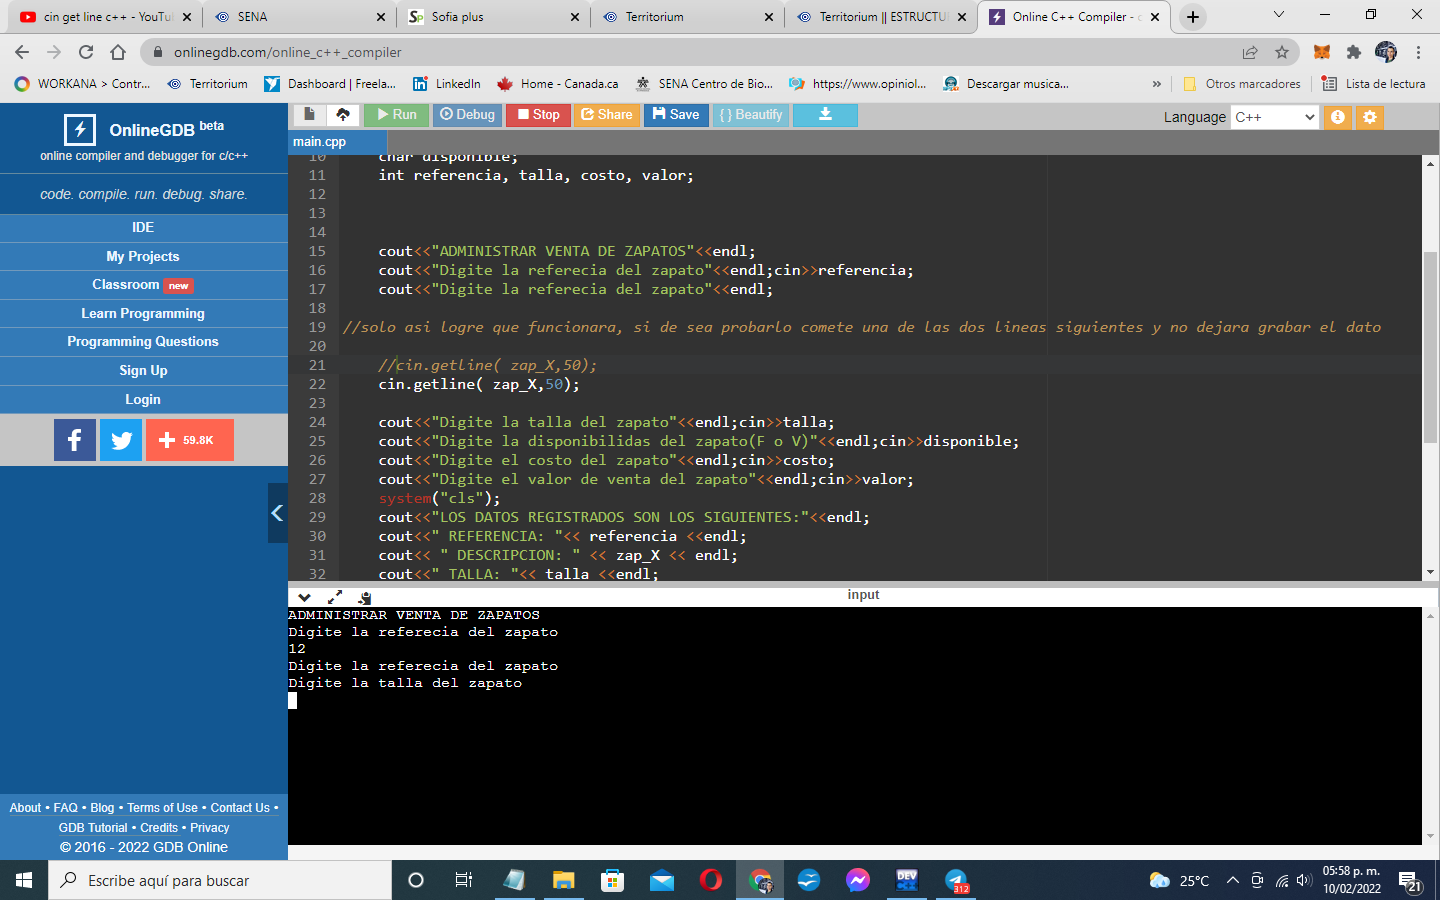 cin get line c++ - YouTu
SENA
Sofia plus
Territorium
Territorium || ESTRUCTU
Online C++ Compiler - c
onlinegdb.com/online_c++_compiler
WORKANA > Contr...
Territorium
Dashboard | Freela...
LinkedIn
Home - Canada.ca
SENA Centro de Bio...
https://www.opiniol...
Descargar musica...
»
Otros marcadores
Lista de lectura
OnlineGDB beta
online compiler and debugger for c/c++
code. compile. run. debug. share.
IDE
My Projects
Classroom new
Learn Programming
Programming Questions
Sign Up
Login
59.8K
About • FAQ • Blog • Terms of Use • Contact Us •
GDB Tutorial • Credits • Privacy
© 2016 - 2022 GDB Online
Run
Debug
Stop
Share
Save
{ } Beautify
Language C++
main.cpp
10 char disponible;
11 int referencia, talla, costo, valor;
12
13
14
15 cout<<"ADMINISTRAR VENTA DE ZAPATOS"<<endl;
16 cout<<"Digite la referecia del zapato"<<endl;cin>>referencia;
17 cout<<"Digite la referecia del zapato"<<endl;
18
19 //solo asi logre que funcionara, si de sea probarlo comete una de las dos lineas siguientes y no dejara grabar el dato
20
21 //cin.getline( zap_X,50);
22 cin.getline( zap_X,50);
23
24 cout<<"Digite la talla del zapato"<<endl;cin>>talla;
25 cout<<"Digite la disponibilidas del zapato(F o V)"<<endl;cin>>disponible;
26 cout<<"Digite el costo del zapato"<<endl;cin>>costo;
27 cout<<"Digite el valor de venta del zapato"<<endl;cin>>valor;
28 system("cls");
29 cout<<"LOS DATOS REGISTRADOS SON LOS SIGUIENTES:"<<endl;
30 cout<<" REFERENCIA: "<< referencia <<endl;
31 cout<< " DESCRIPCION: " << zap_X << endl;
32 cout<<" TALLA: "<< talla <<endl;
input
ADMINISTRAR VENTA DE ZAPATOS
Digite la referecia del zapato
12
Digite la referecia del zapato
Digite la talla del zapato
Escribe aquí para buscar
DEV
312
25°C
05:58 p. m.
10/02/2022
21